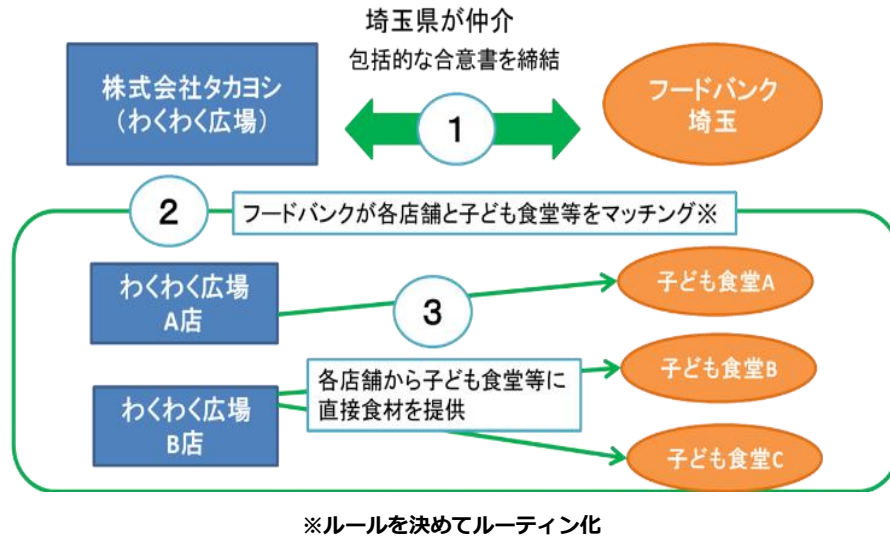 埼玉県が仲介
包括的な合意書を締結
株式会社タカヨシ
（わくわく広場）
1
フードバンク
埼玉
2
フードバンクが各店舗と子ども食堂等をマッチング※
わくわく広場
A店
3
子ども食堂A
子ども食堂B
各店舗から子ども食堂等に
直接食材を提供
わくわく広場
B店
子ども食堂C
※ルールを決めてルーティン化